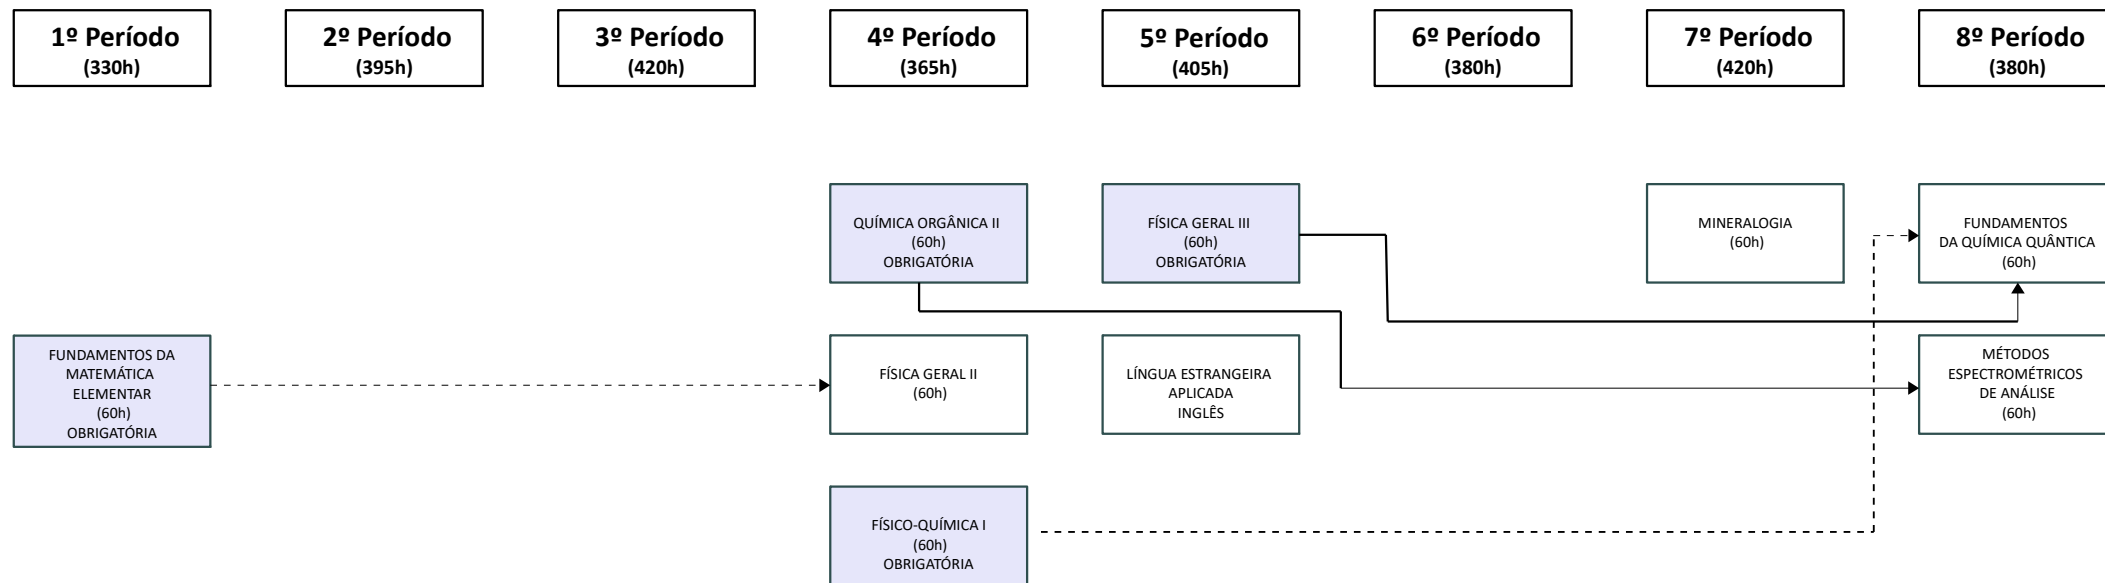 1º Período
(330h)
2º Período
(395h)
3º Período
(420h)
4º Período
(365h)
5º Período
(405h)
6º Período
(380h)
7º Período
(420h)
8º Período
(380h)
QUÍMICA ORGÂNICA II
(60h)
OBRIGATÓRIA
FÍSICA GERAL III
(60h)
OBRIGATÓRIA
MINERALOGIA
(60h)
FUNDAMENTOS
DA QUÍMICA QUÂNTICA
(60h)
FUNDAMENTOS DA
MATEMÁTICA
ELEMENTAR
(60h)
OBRIGATÓRIA
FÍSICA GERAL II
(60h)
LÍNGUA ESTRANGEIRA
APLICADA
INGLÊS
MÉTODOS
ESPECTROMÉTRICOS
DE ANÁLISE
(60h)
FÍSICO-QUÍMICA I
(60h)
OBRIGATÓRIA